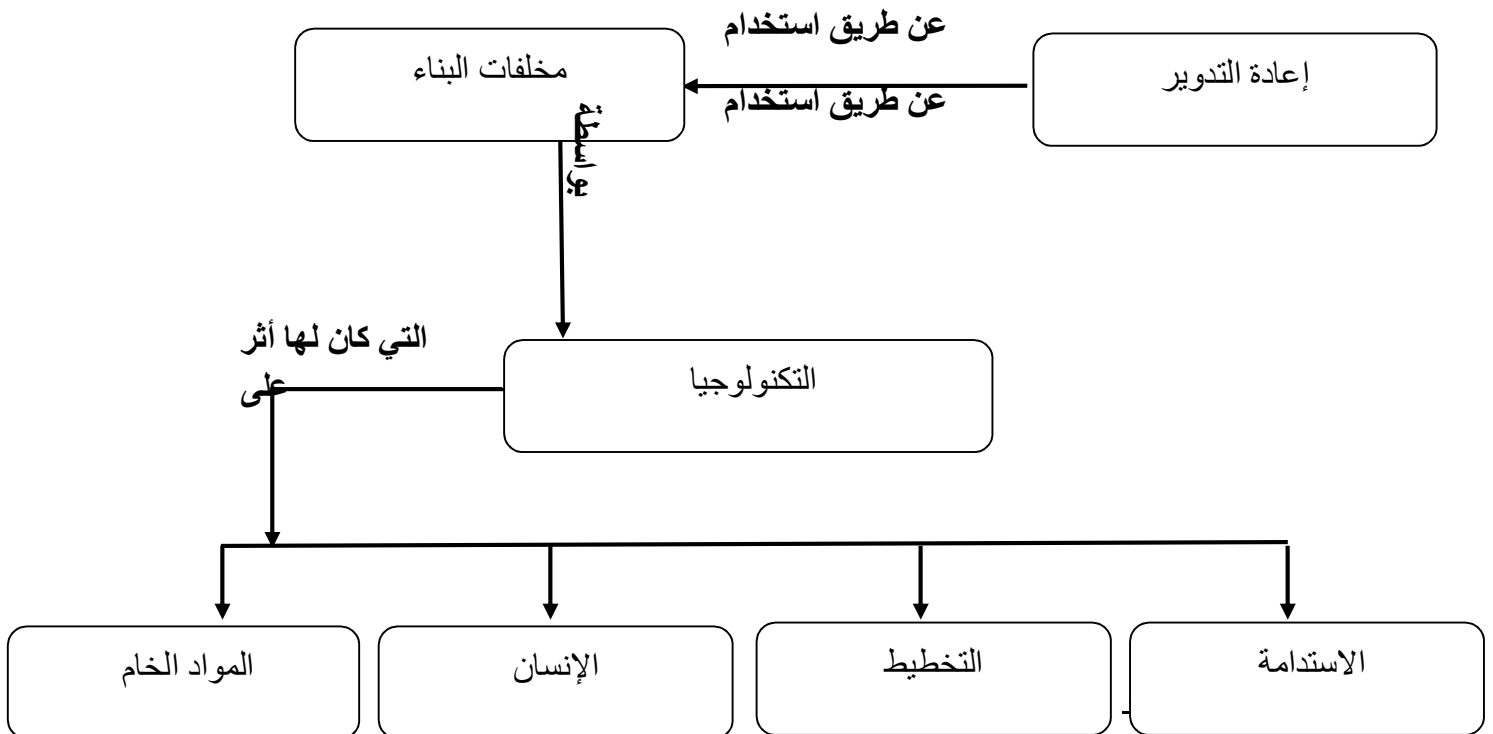 عن طريق استخدام
إعادة التدوير
مخلفات البناء
عن طريق استخدام
بواسطة
التي كان لها أثر
على
التكنولوجيا
الاستدامة
التخطيط
الإنسان
المواد الخام